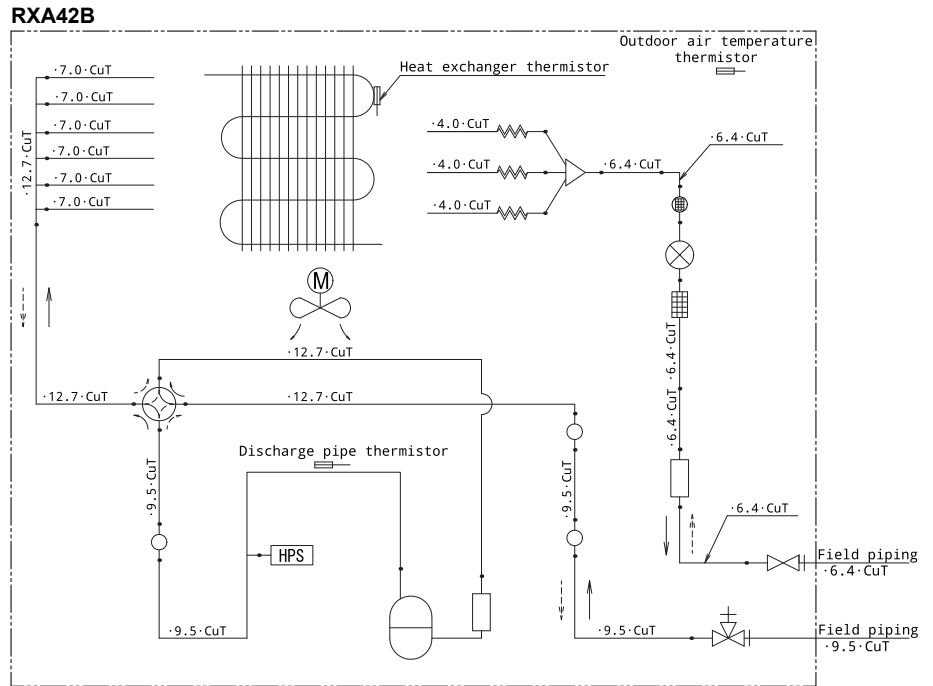 RXA42B
Outdoor air temperature
thermistor
Heat exchanger thermistor
·7.0·CuT
·7.0·CuT
·7.0·CuT
·7.0·CuT
·7.0·CuT
·7.0·CuT
·12.7·CuT
·4.0·CuT
·4.0·CuT
·4.0·CuT
·6.4·CuT
·6.4·CuT
M
·12.7·CuT
·12.7·CuT
·12.7·CuT
·6.4·CuT
·6.4·CuT
Discharge pipe thermistor
·9.5·CuT
·9.5·CuT
HPS
·6.4·CuT
Field piping
·6.4·CuT
·9.5·CuT
·9.5·CuT
Field piping
·9.5·CuT